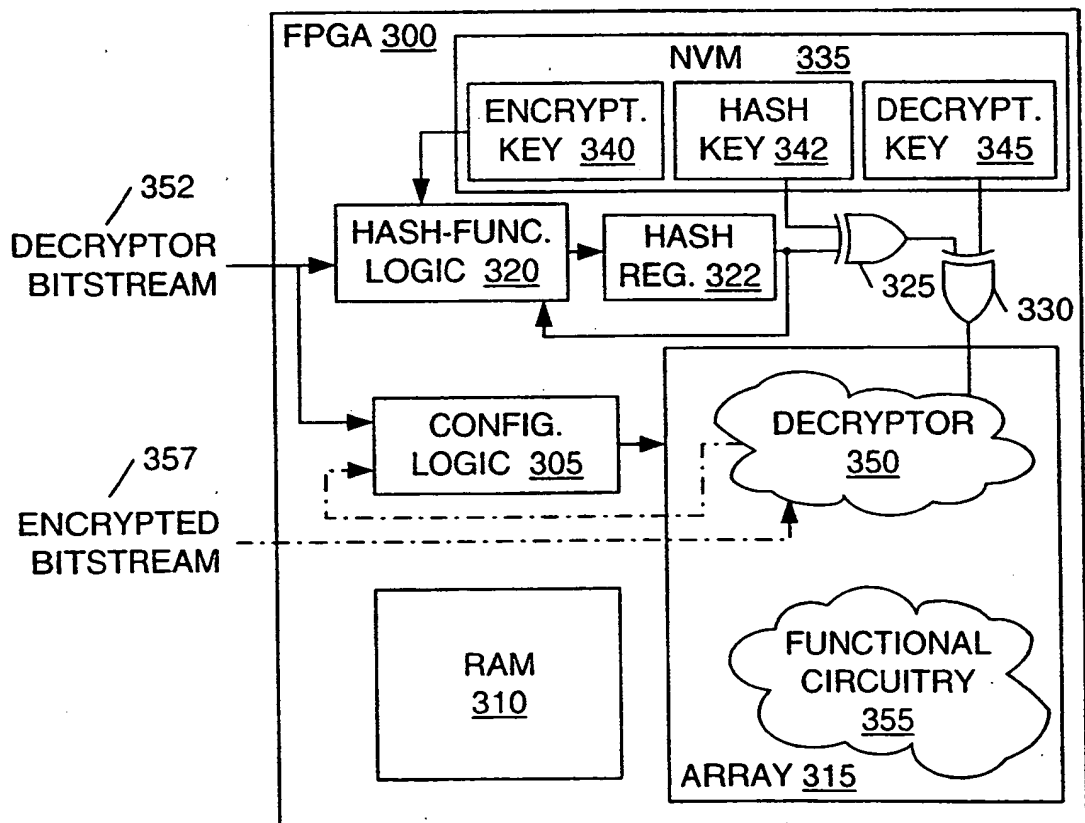 FPGA 300
NVM 335
ENCRYPT.
KEY 340
HASH
KEY 342
DECRYPT.
KEY 345
352
DECRYPTOR
BITSTREAM
HASH-FUNC.
LOGIC 320
HASH
REG. 322
325
330
CONFIG.
LOGIC 305
DECRYPTOR
350
357
ENCRYPTED
BITSTREAM
RAM
310
FUNCTIONAL
CIRCUITRY
355
ARRAY 315